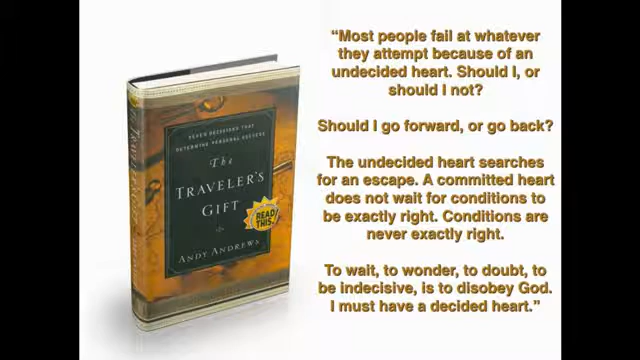 SEVEN DECISIONS THAT
DETERMINE PERSONAL SUCCESS
The
TRAVELER'S
GIFT
READ
THIS.
ANDY ANDREWS
“Most people fail at whatever
they attempt because of an
undecided heart. Should I, or
should I not?
Should I go forward, or go back?
The undecided heart searches
for an escape. A committed heart
does not wait for conditions to
be exactly right. Conditions are
never exactly right.
To wait, to wonder, to doubt, to
be indecisive, is to disobey God.
I must have a decided heart.”